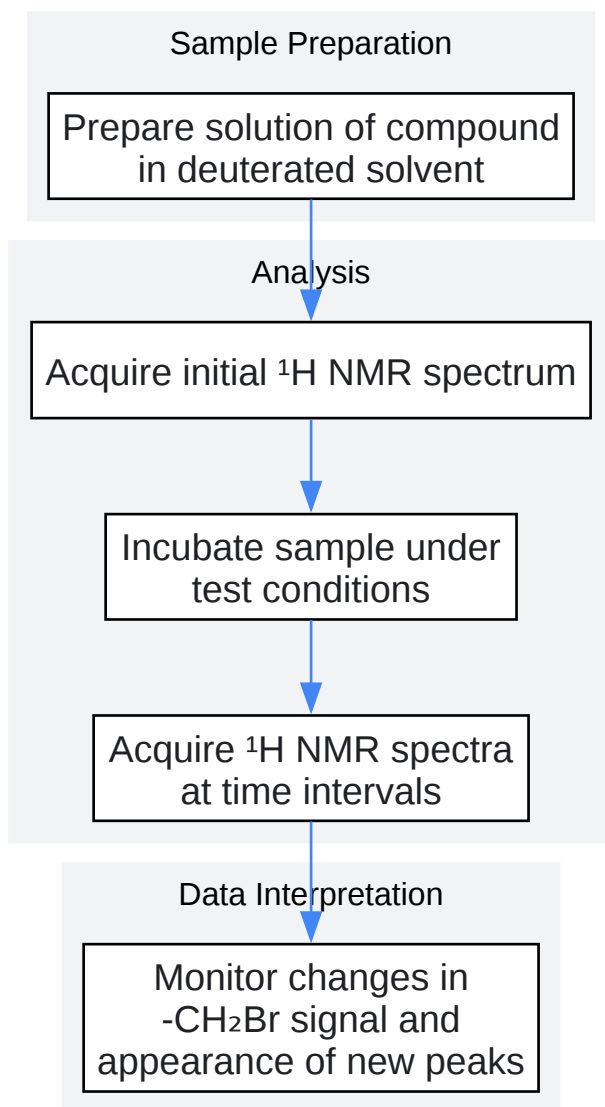 Sample Preparation
Prepare solution of compound
in deuterated solvent
Analysis
Acquire initial ¹H NMR spectrum
Incubate sample under
test conditions
Acquire ¹H NMR spectra
at time intervals
Data Interpretation
Monitor changes in
-CH₂Br signal and
appearance of new peaks